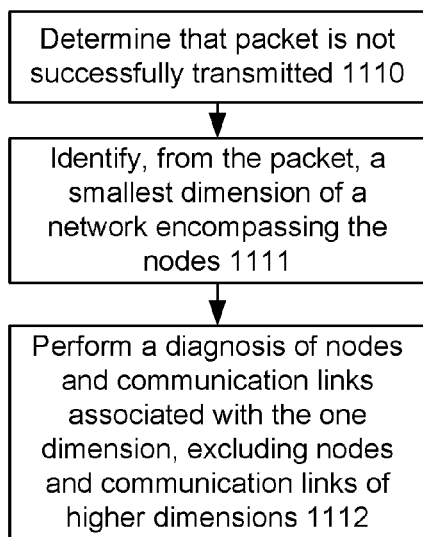 Determine that packet is not
successfully transmitted 1110
Identify, from the packet, a
smallest dimension of a
network encompassing the
nodes 1111
Perform a diagnosis of nodes
and communication links
associated with the one
dimension, excluding nodes
and communication links of
higher dimensions 1112